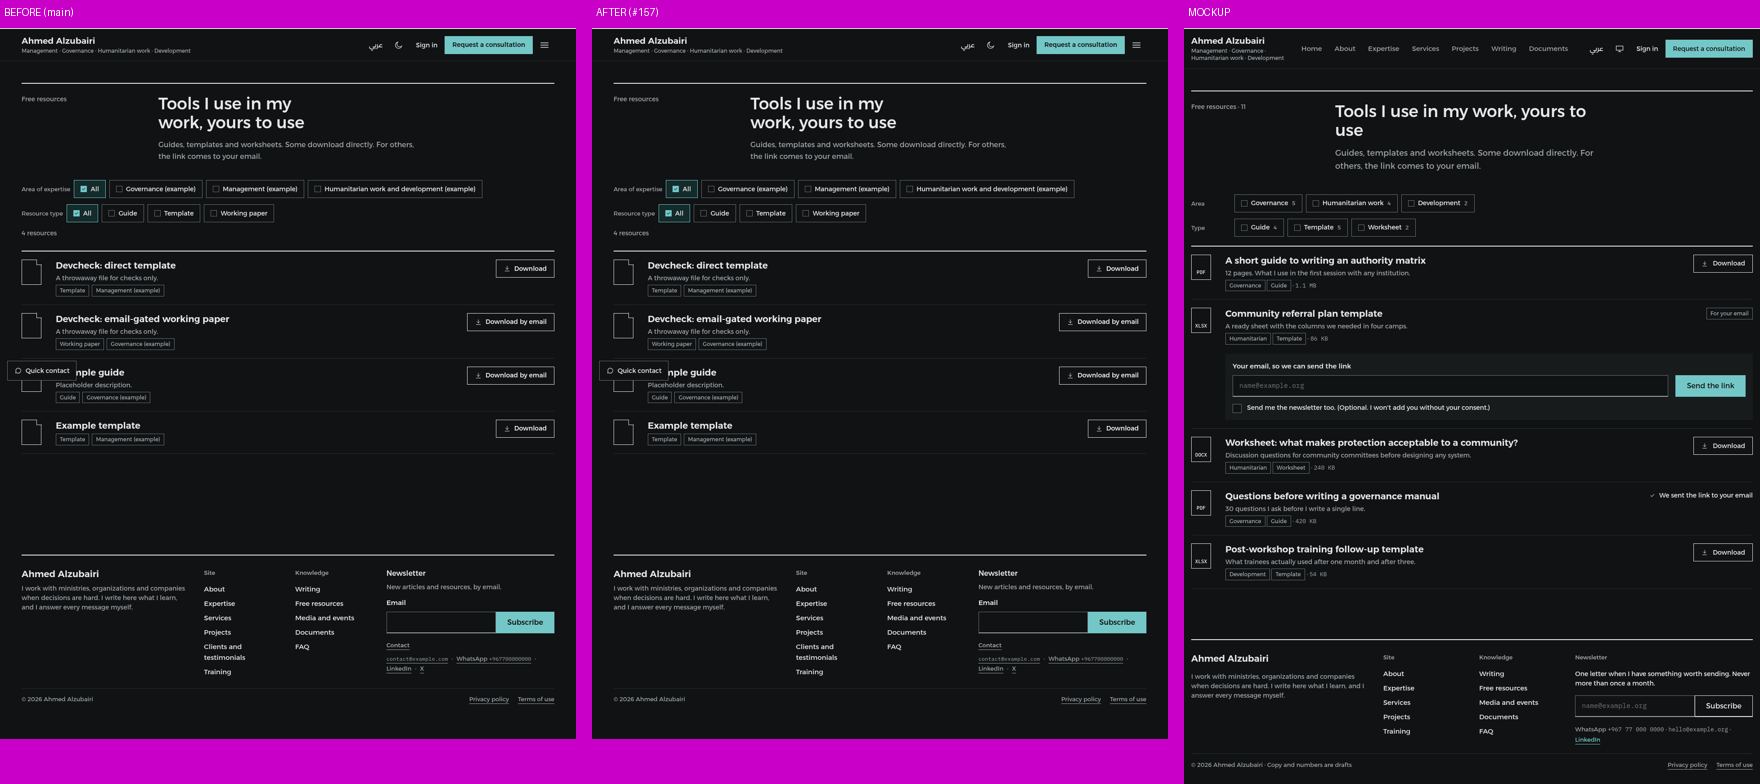 BEFORE (main)
Ahmed Alzubairi
Management · Governance · Humanitarian work · Development
عربي
Sign in
Request a consultation
Free resources
Tools I use in my
work, yours to use
Guides, templates and worksheets. Some download directly. For others,
the link comes to your email.
Area of expertise
All
Governance (example)
Management (example)
Humanitarian work and development (example)
Resource type
All
Guide
Template
Working paper
4 resources
Devcheck: direct template
A throwaway file for checks only.
Template
Management (example)
Download
Devcheck: email-gated working paper
A throwaway file for checks only.
Working paper
Governance (example)
Download by email
Quick contact
mple guide
Placeholder description.
Guide
Governance (example)
Download by email
Example template
Template
Management (example)
Download
Ahmed Alzubairi
I work with ministries, organizations and companies
when decisions are hard. I write here what I learn,
and I answer every message myself.
Site
About
Expertise
Services
Projects
Clients and
testimonials
Training
Knowledge
Writing
Free resources
Media and events
Documents
FAQ
Newsletter
New articles and resources, by email.
Email
Subscribe
Contact
contact@example.com · WhatsApp +967700000000 ·
LinkedIn · X
© 2026 Ahmed Alzubairi
Privacy policy
Terms of use
AFTER (#157)
Ahmed Alzubairi
Management · Governance · Humanitarian work · Development
عربي
Sign in
Request a consultation
Free resources
Tools I use in my
work, yours to use
Guides, templates and worksheets. Some download directly. For others,
the link comes to your email.
Area of expertise
All
Governance (example)
Management (example)
Humanitarian work and development (example)
Resource type
All
Guide
Template
Working paper
4 resources
Devcheck: direct template
A throwaway file for checks only.
Template
Management (example)
Download
Devcheck: email-gated working paper
A throwaway file for checks only.
Working paper
Governance (example)
Download by email
Quick contact
mple guide
Placeholder description.
Guide
Governance (example)
Download by email
Example template
Template
Management (example)
Download
Ahmed Alzubairi
I work with ministries, organizations and companies
when decisions are hard. I write here what I learn,
and I answer every message myself.
Site
About
Expertise
Services
Projects
Clients and
testimonials
Training
Knowledge
Writing
Free resources
Media and events
Documents
FAQ
Newsletter
New articles and resources, by email.
Email
Subscribe
Contact
contact@example.com · WhatsApp +967700000000 ·
LinkedIn · X
© 2026 Ahmed Alzubairi
Privacy policy
Terms of use
MOCKUP
Ahmed Alzubairi
Management · Governance ·
Humanitarian work · Development
Home
About
Expertise
Services
Projects
Writing
Documents
عربي
Sign in
Request a consultation
Free resources · 11
Tools I use in my work, yours to
use
Guides, templates and worksheets. Some download directly. For
others, the link comes to your email.
Area
Governance 5
Humanitarian work 4
Development 2
Type
Guide 4
Template 5
Worksheet 2
PDF
A short guide to writing an authority matrix
12 pages. What I use in the first session with any institution.
Governance
Guide
· 1.1 MB
Download
XLSX
Community referral plan template
A ready sheet with the columns we needed in four camps.
Humanitarian
Template
· 86 KB
For your email
Your email, so we can send the link
name@example.org
Send the link
Send me the newsletter too. (Optional. I won't add you without your consent.)
DOCX
Worksheet: what makes protection acceptable to a community?
Discussion questions for community committees before designing any system.
Humanitarian
Worksheet
· 240 KB
Download
PDF
Questions before writing a governance manual
30 questions I ask before I write a single line.
Governance
Guide
· 420 KB
We sent the link to your email
XLSX
Post-workshop training follow-up template
What trainees actually used after one month and after three.
Development
Template
· 54 KB
Download
Ahmed Alzubairi
I work with ministries, organizations and companies
when decisions are hard. I write here what I learn, and I
answer every message myself.
Site
About
Expertise
Services
Projects
Training
Knowledge
Writing
Free resources
Media and events
Documents
FAQ
Newsletter
One letter when I have something worth sending. Never
more than once a month.
name@example.org
Subscribe
WhatsApp +967 77 000 0000 · hello@example.org ·
LinkedIn
© 2026 Ahmed Alzubairi · Copy and numbers are drafts
Privacy policy
Terms of use